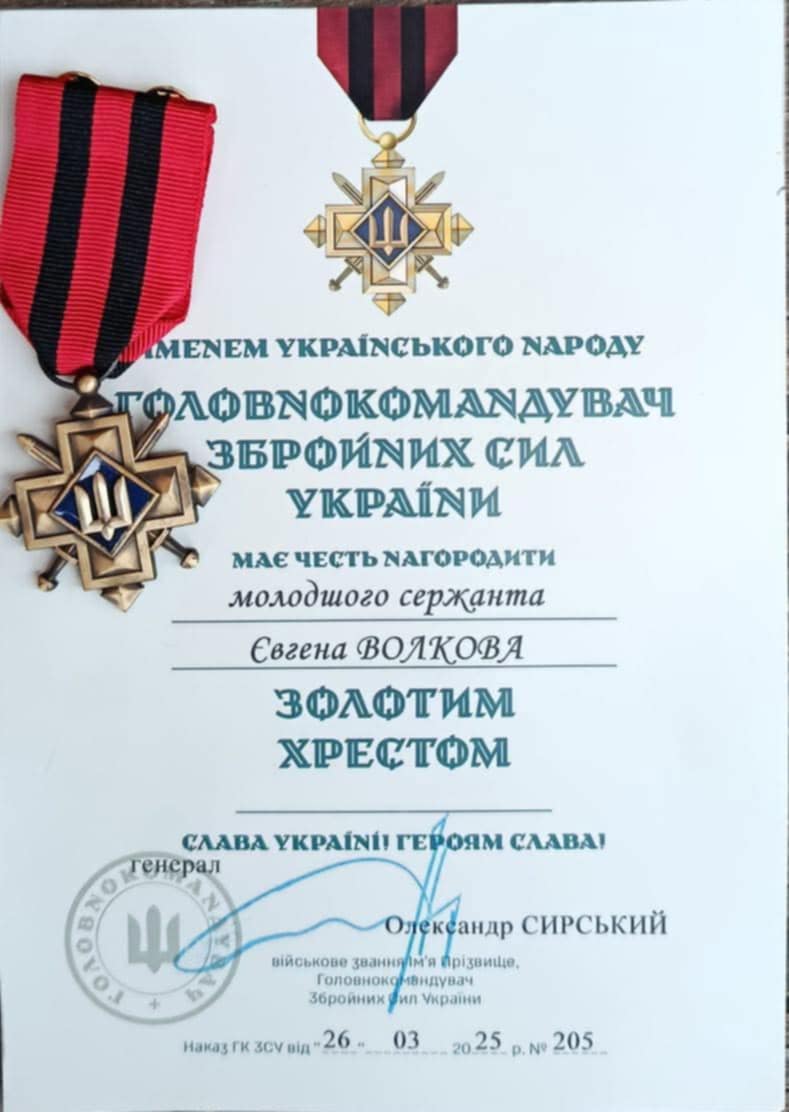 ІМЕНЕМ УКРАЇНСЬКОГО НАРОДУ
ГОЛОВНОКОМАНДУВАЧ
ЗБРОЙНИХ СИЛ
УКРАЇНИ
МАЄ ЧЕСТЬ НАГОРОДИТИ
молодшого сержанта
Євгена ВОЛКОВА
ЗОЛОТИМ
ХРЕСТОМ
СЛАВА УКРАЇНІ! ГЕРОЯМ СЛАВА!
генерал
ГОЛОВНОКОМАНДУВАЧ
Олександр СИРСЬКИЙ
військове звання Ім'я Прізвище,
Головнокомандувач
Збройних Сил України
Наказ ГК ЗСУ від "26" 03 2025 р. № 205